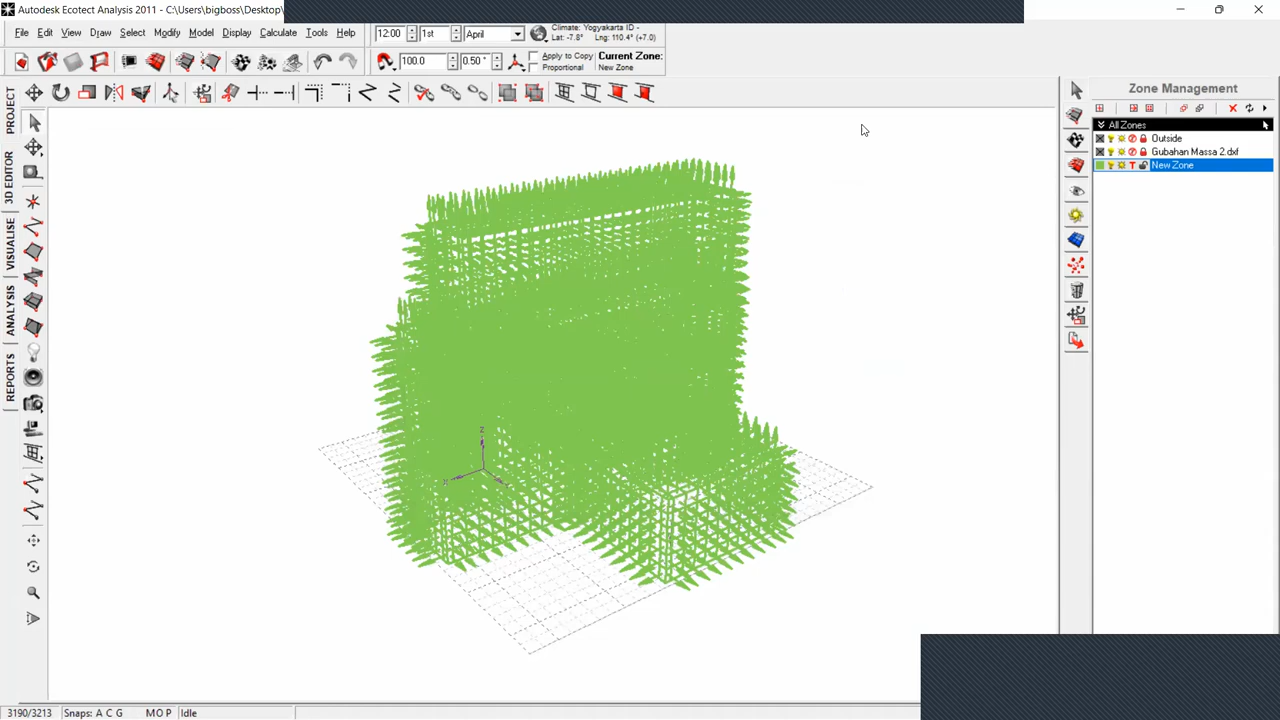 Autodesk Ecotect Analysis 2011 - C:\Users\bigboss\Desktop\
File Edit View Draw Select Modify Model Display Calculate Tools Help
12:00 1st April
Climate: Yogyakarta ID -
Lat: -7.8° Lng: 110.4° (+7.0)
100.0 0.50 °
Apply to Copy
Proportional
Current Zone:
New Zone
PROJECT
3D EDITOR
VISUALISE
ANALYSIS
REPORTS
Z
Zone Management
All Zones
Outside
Gubahan Massa 2.dxf
T New Zone
3190/3213 Snaps: A C G M O P Idle